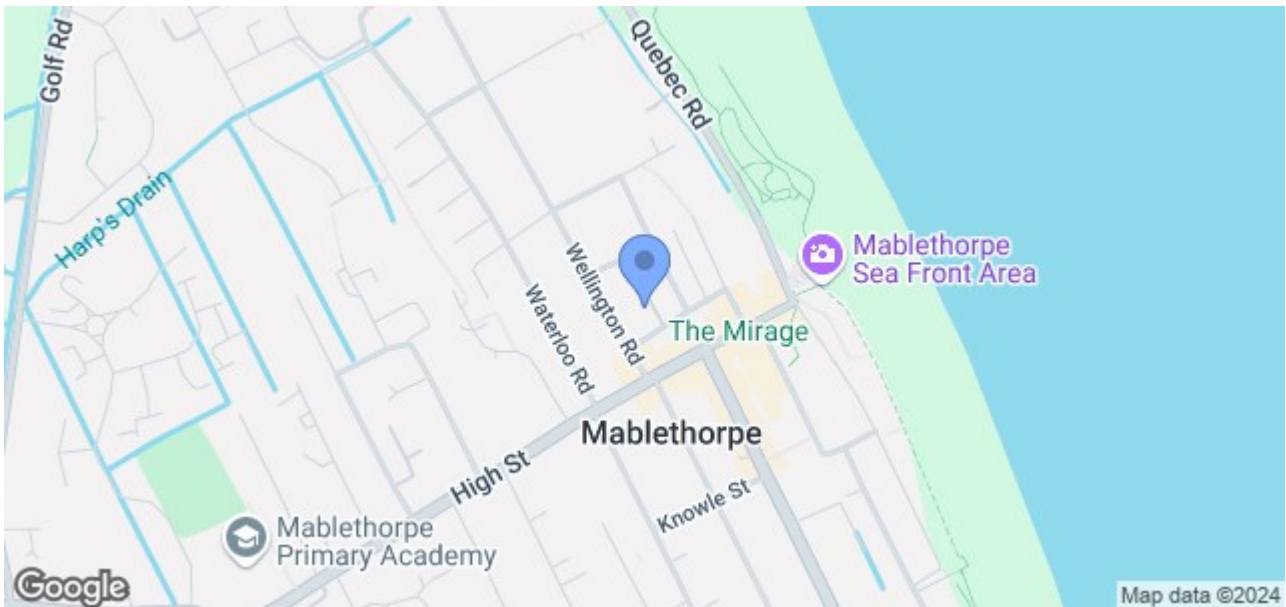 Golf Rd
Quebec Rd
Harp's Drain
Wellington Rd
Waterloo Rd
Mablethorpe
Sea Front Area
The Mirage
Mablethorpe
High St
Knowle St
Mablethorpe
Primary Academy
Google
Map data ©2024